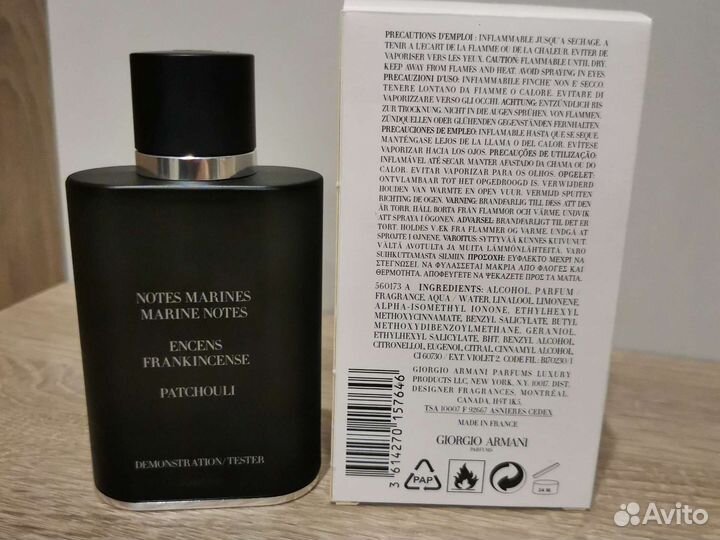 NOTES MARINES
MARINE NOTES
ENCENS
FRANKINCENSE
PATCHOULI
DEMONSTRATION/TESTER
PRECAUTIONS D'EMPLOI : INFLAMMABLE JUSQU'A SECHAGE. A
TENIR A L'ECART DE LA FLAMME OU DE LA CHALEUR. EVITER DE
VAPORISER VERS LES YEUX. CAUTION: FLAMMABLE UNTIL DRY.
KEEP AWAY FROM FLAMES AND HEAT. AVOID SPRAYING IN EYES
PRECAUZIONI D'USO: INFIAMMABILE FINCHE' NON E' SECCO.
TENERE LONTANO DA FIAMME O CALORE. EVITARE DI
VAPORIZZARE VERSO GLI OCCHI. ACHTUNG: ENTZÜNDLICH BIS
ZUR TROCKNUNG. NICHT IN DIE AUGEN SPRÜHEN. VON FLAMMEN,
ZÜNDQUELLEN ODER GLÜHENDEN GEGENSTÄNDEN FERNHALTEN.
PRECAUCIONES DE EMPLEO: INFLAMABLE HASTA QUE SE SEQUE.
MANTENGASE LEJOS DE LA LLAMA O DEL CALOR. EVÍTESE
VAPORIZAR HACIA LOS OJOS. PRECAUÇÕES DE UTILIZAÇÃO:
INFLAMÁVEL ATÉ SECAR. MANTER AFASTADO DA CHAMA OU DO
CALOR. EVITAR VAPORIZAR PARA OS OLHOS. OPGELET:
ONTVLAMBAAR TOT HET OPGEDROOGD IS. VERWIJDERD
HOUDEN VAN WARMTE EN OPEN VUUR. VERMIJD SPUITEN
RICHTING DE OGEN. VARNING: BRANDFARLIG TILL DESS ATT DEN
ÄR TORR. HÅLL BORTA FRÅN FLAMMOR OCH VÄRME. UNDVIK
ATT SPRAYA I ÖGONEN. ADVARSEL: BRANDFARLIGT TIL DET ER
TORT. HOLDES VÆK FRA FLAMMER OG VARME. UNDGÅ AT
SPRØJTE I ØJNENE. VAROITUS: SYTTYVÄÄ KUNNES KUIVUNUT.
VÄLTÄ AVOTULTA JA MUITA LÄMMÖNLÄHTEITÄ. VARO
SUIHKUTTAMASTA SILMIIN. ΠΡΟΣΟΧΗ: ΕΥΦΛΕΚΤΟ ΜΕΧΡΙ ΝΑ
ΣΤΕΓΝΩΣΕΙ. ΝΑ ΦΥΛΑΣΣΕΤΑΙ ΜΑΚΡΙΑ ΑΠΟ ΦΛΟΓΕΣ ΚΑΙ
ΘΕΡΜΟΤΗΤΑ. ΑΠΟΦΕΥΓΕΤΕ ΝΑ ΨΕΚΑΖΕΤΕ ΠΡΟΣ ΤΑ ΜΑΤΙΑ.
560173 A INGREDIENTS: ALCOHOL, PARFUM /
FRAGRANCE, AQUA / WATER, LINALOOL, LIMONENE,
ALPHA-ISOMETHYL IONONE, ETHYLHEXYL
METHOXYCINNAMATE, BENZYL SALICYLATE, BUTYL
METHOXYDIBENZOYLMETHANE, GERANIOL,
ETHYLHEXYL SALICYLATE, BHT, BENZYL ALCOHOL,
CITRONELLOL, EUGENOL, CITRAL, CINNAMYL ALCOHOL,
CI 60730 / EXT. VIOLET 2. CODE FIL: B170230/1
GIORGIO ARMANI PARFUMS LUXURY
PRODUCTS LLC, NEW YORK, N.Y. 10017. DIST.
DESIGNER FRAGRANCES, MONTRÉAL,
CANADA, H4T 1K5.
TSA 10007 F 92667 ASNIERES CEDEX
MADE IN FRANCE
GIORGIO ARMANI
PARFUMS
3 614270 157646
PAP
24 M
Avito